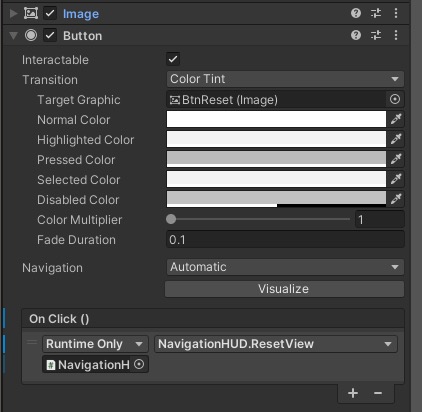 Image
Button
Interactable
Transition Color Tint
Target Graphic BtnReset (Image)
Normal Color
Highlighted Color
Pressed Color
Selected Color
Disabled Color
Color Multiplier 1
Fade Duration 0.1
Navigation Automatic
Visualize
On Click ()
Runtime Only NavigationHUD.ResetView
NavigationH